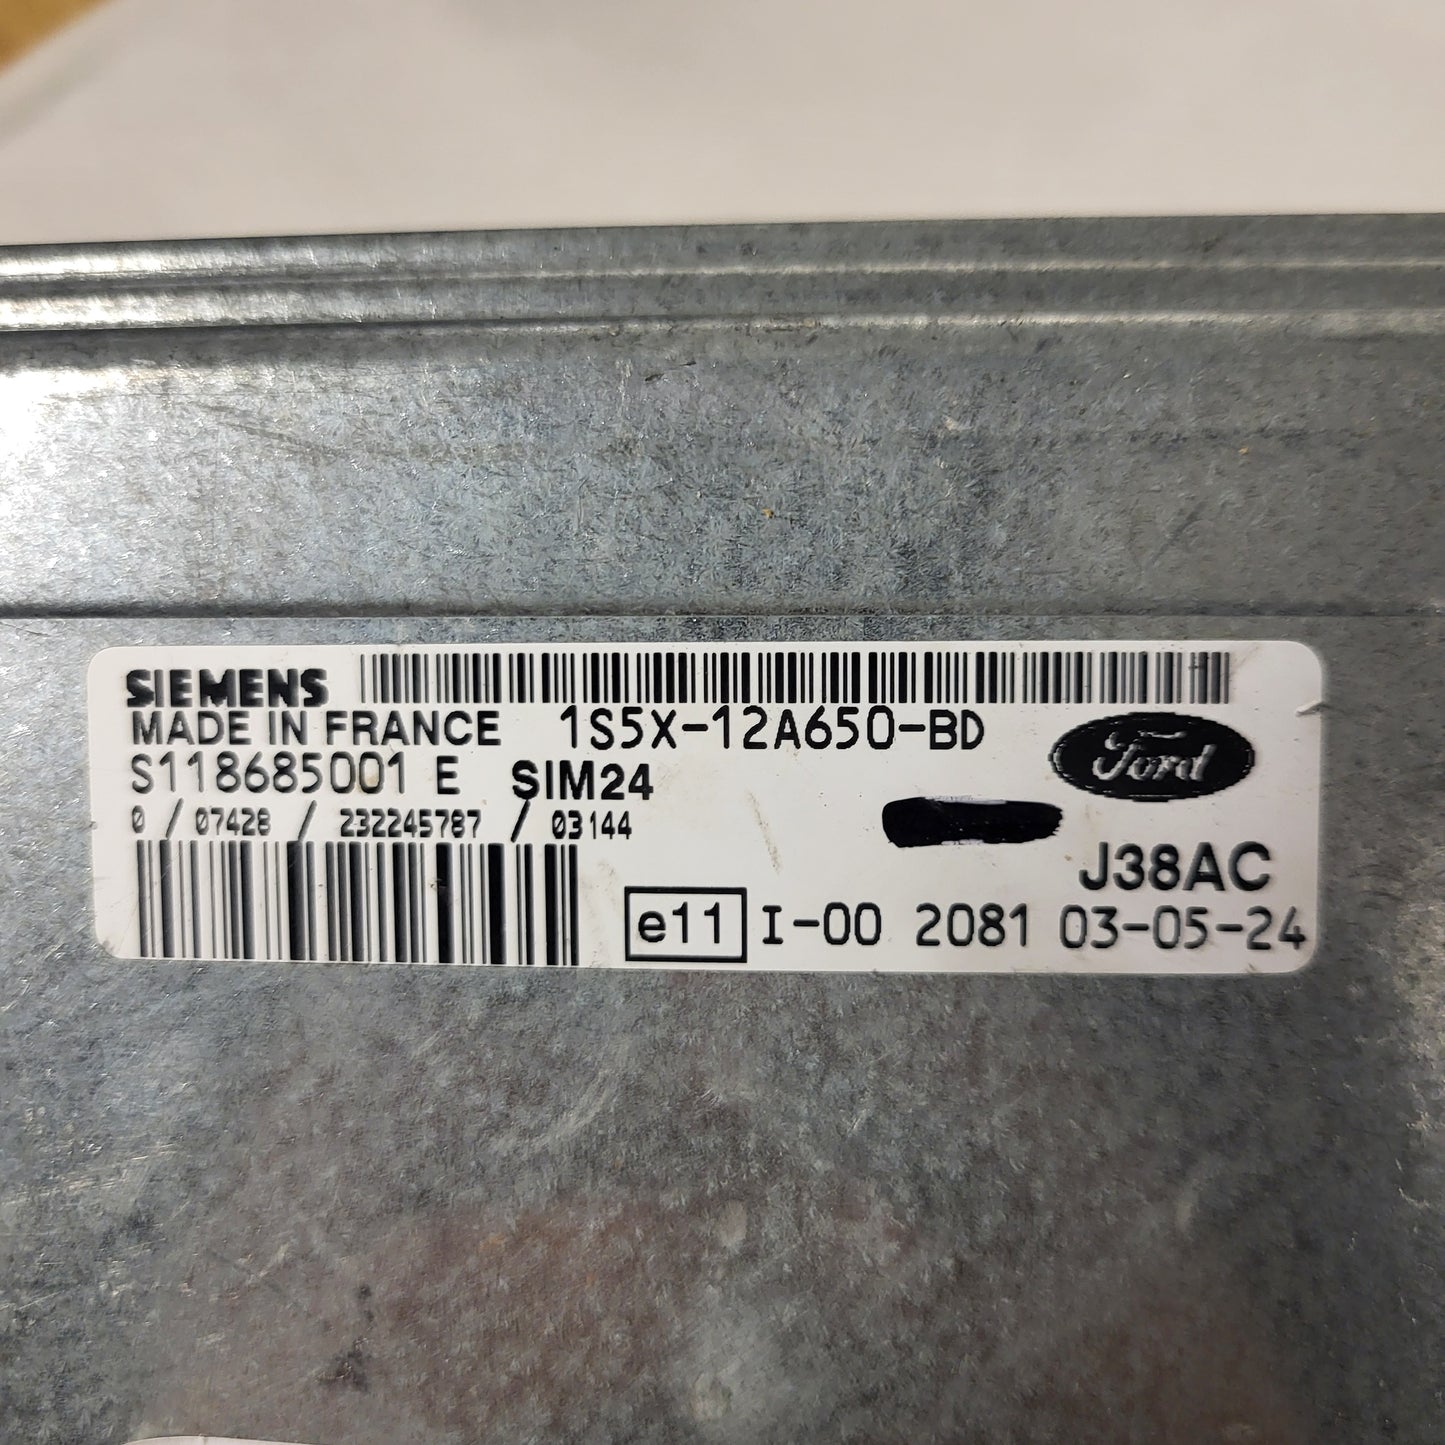 SIEMENS
MADE IN FRANCE 1S5X-12A650-BD
Ford
S118685001 E SIM24
0 / 07428 / 232245787 / 03144
J38AC
e11 I-00 2081 03-05-24